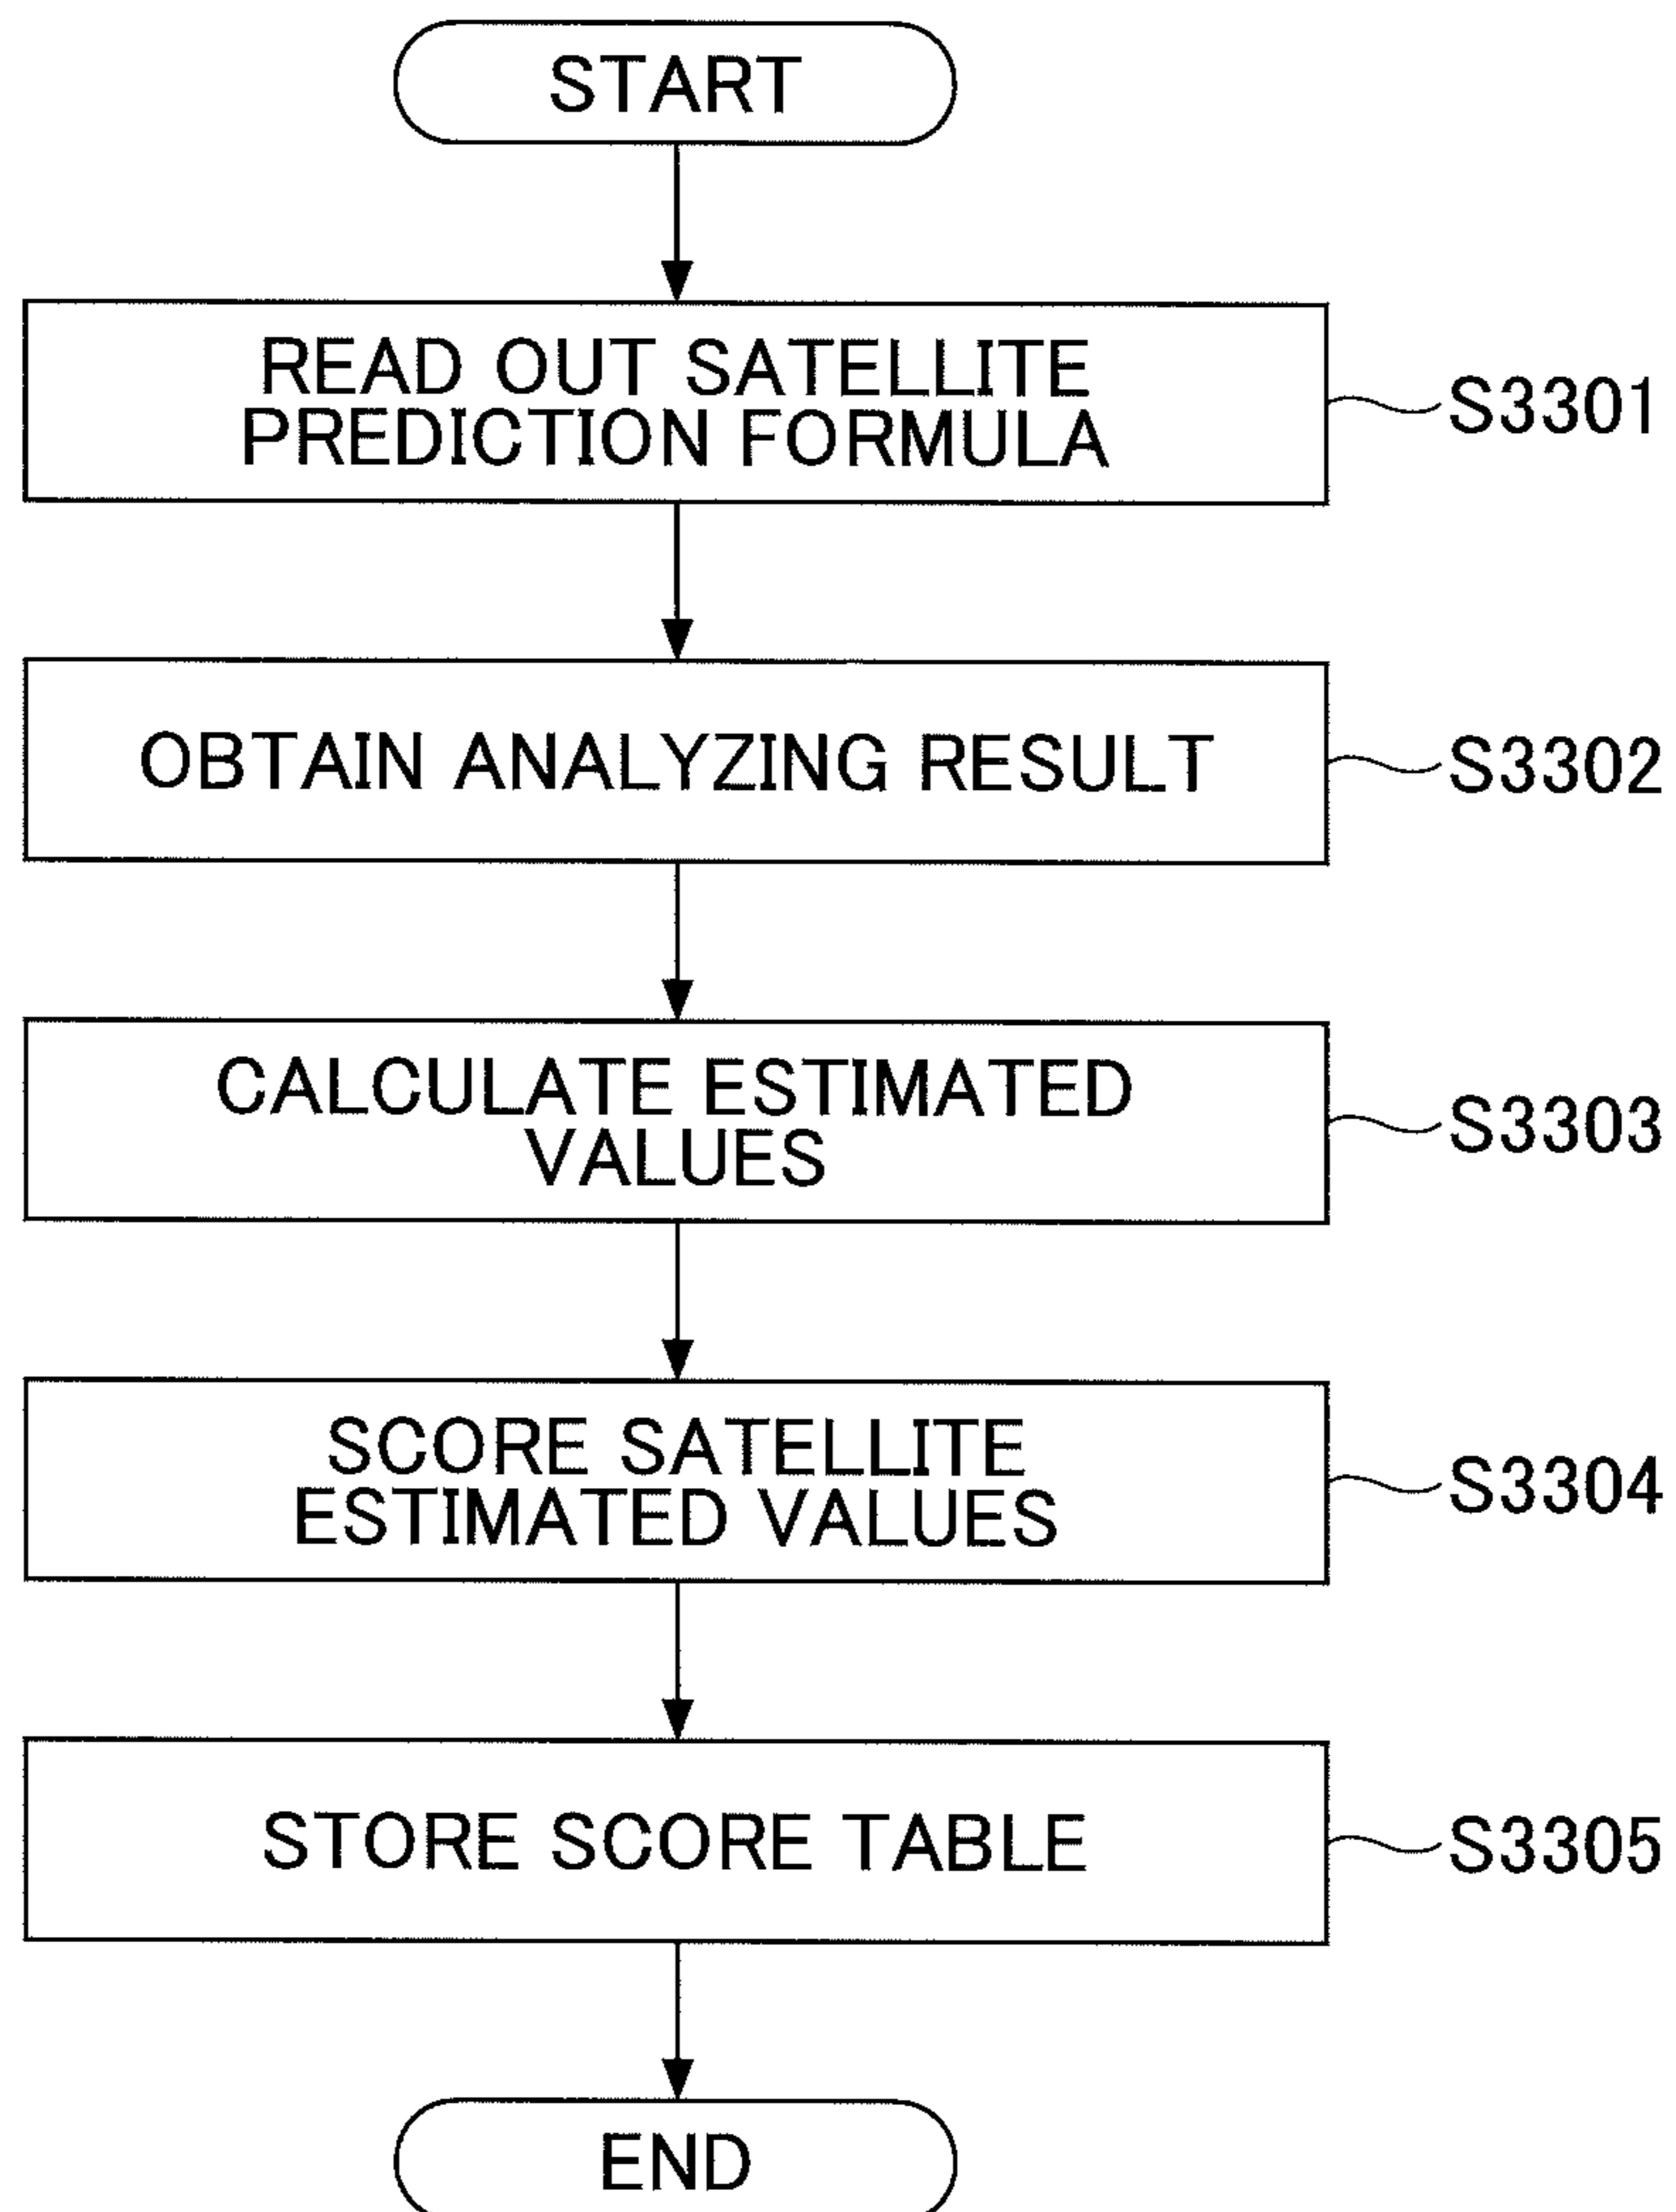 START
READ OUT SATELLITE
PREDICTION FORMULA
S3301
OBTAIN ANALYZING RESULT
S3302
CALCULATE ESTIMATED
VALUES
S3303
SCORE SATELLITE
ESTIMATED VALUES
S3304
STORE SCORE TABLE
S3305
END